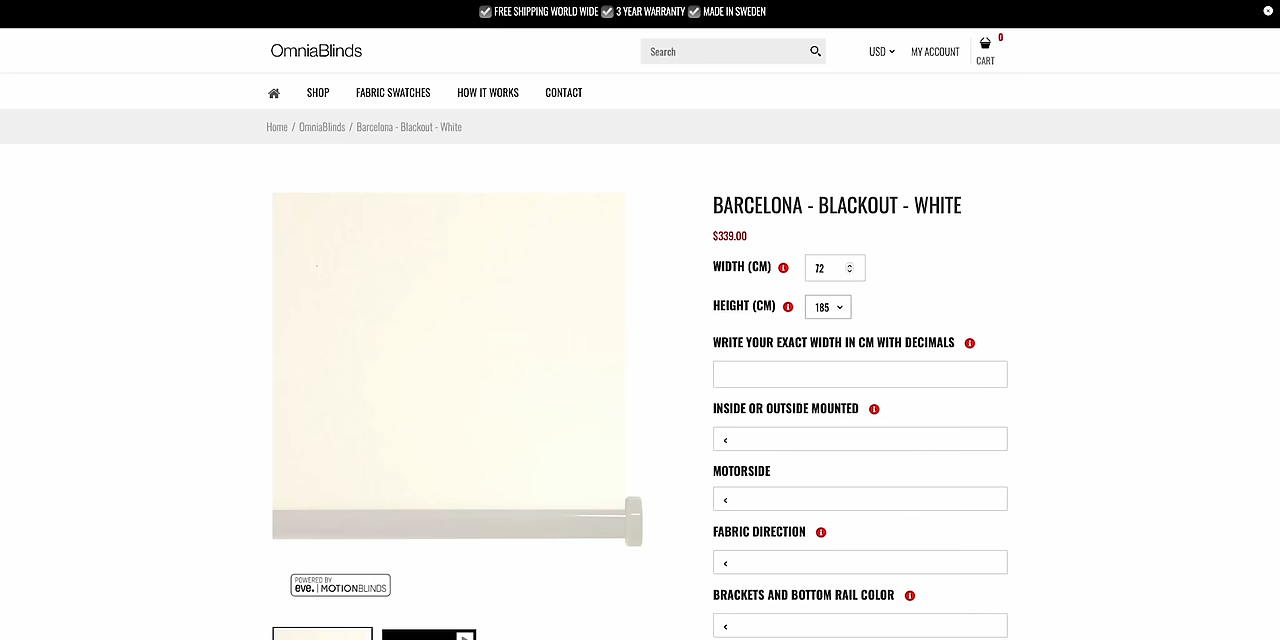 FREE SHIPPING WORLD WIDE 3 YEAR WARRANTY MADE IN SWEDEN
OmniaBlinds
Search
USD
MY ACCOUNT
0
CART
SHOP
FABRIC SWATCHES
HOW IT WORKS
CONTACT
Home / OmniaBlinds / Barcelona - Blackout - White
BARCELONA - BLACKOUT - WHITE
$339.00
WIDTH (CM)
72
HEIGHT (CM)
185
WRITE YOUR EXACT WIDTH IN CM WITH DECIMALS
INSIDE OR OUTSIDE MOUNTED
MOTORSIDE
FABRIC DIRECTION
BRACKETS AND BOTTOM RAIL COLOR
POWERED BY
eve. | MOTIONBLINDS